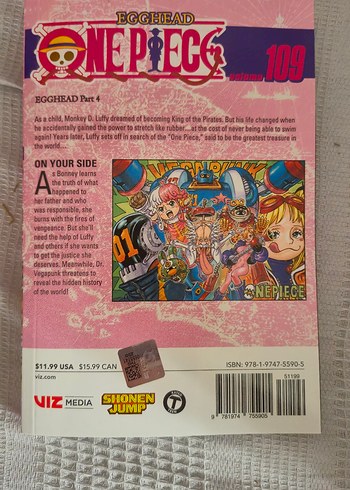 EGGHEAD
ONE PIECE
volume 109
EGGHEAD Part 4
As a child, Monkey D. Luffy dreamed of becoming King of the Pirates. But his life changed when
he accidentally gained the power to stretch like rubber...at the cost of never being able to swim
again! Years later, Luffy sets off in search of the "One Piece," said to be the greatest treasure in
the world...
ON YOUR SIDE
As Bonney learns
the truth of what
happened to
her father and who
was responsible, she
burns with the fires of
vengeance. But she'll
need the help of Luffy
and others if she wants
to get the justice she
deserves. Meanwhile, Dr.
Vegapunk threatens to
reveal the hidden history
of the world!
01
ONE PIECE
$11.99 USA $15.99 CAN
viz.com
ISBN: 978-1-9747-5590-5
51199
9 781974 755905
VIZ MEDIA
SHONEN
JUMP
T